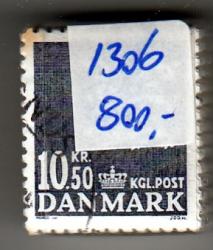 1306
800,-
10.50 KR.
KGL.POST
DANMARK